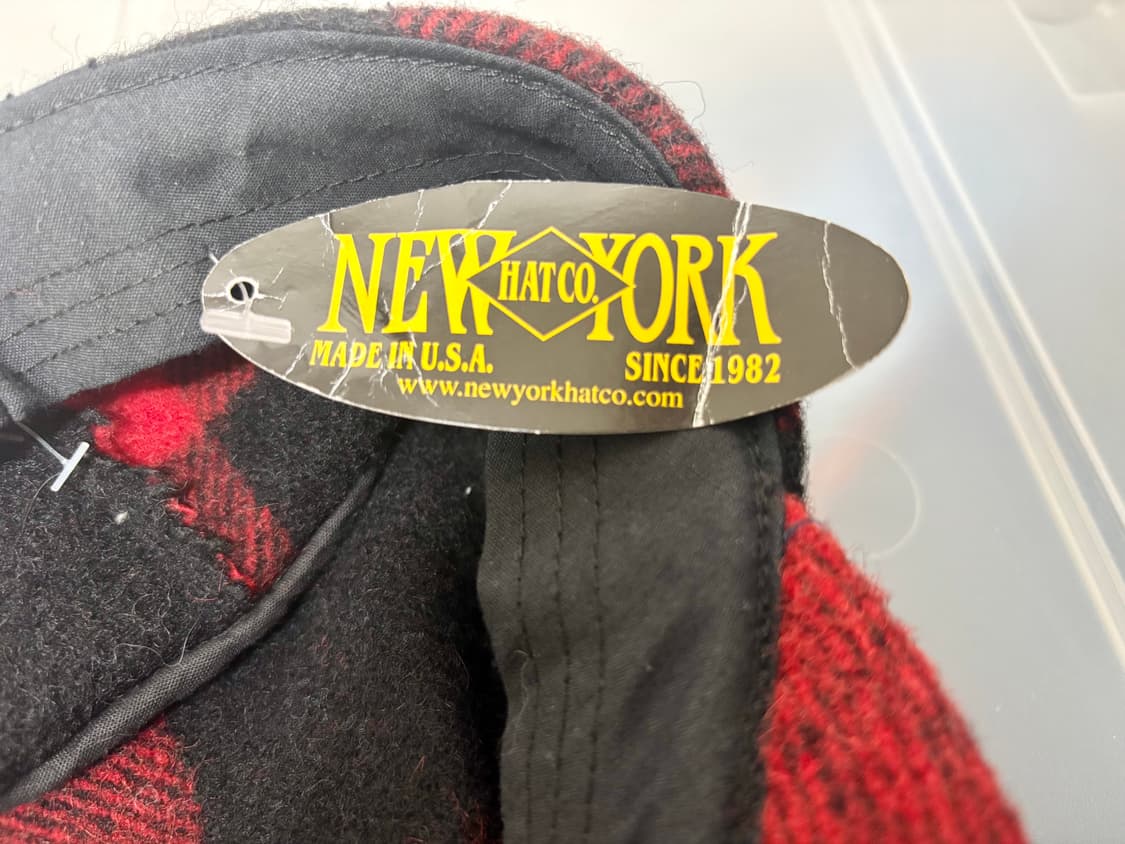 NEW HAT CO. YORK
MADE IN U.S.A. SINCE 1982
www.newyorkhatco.com